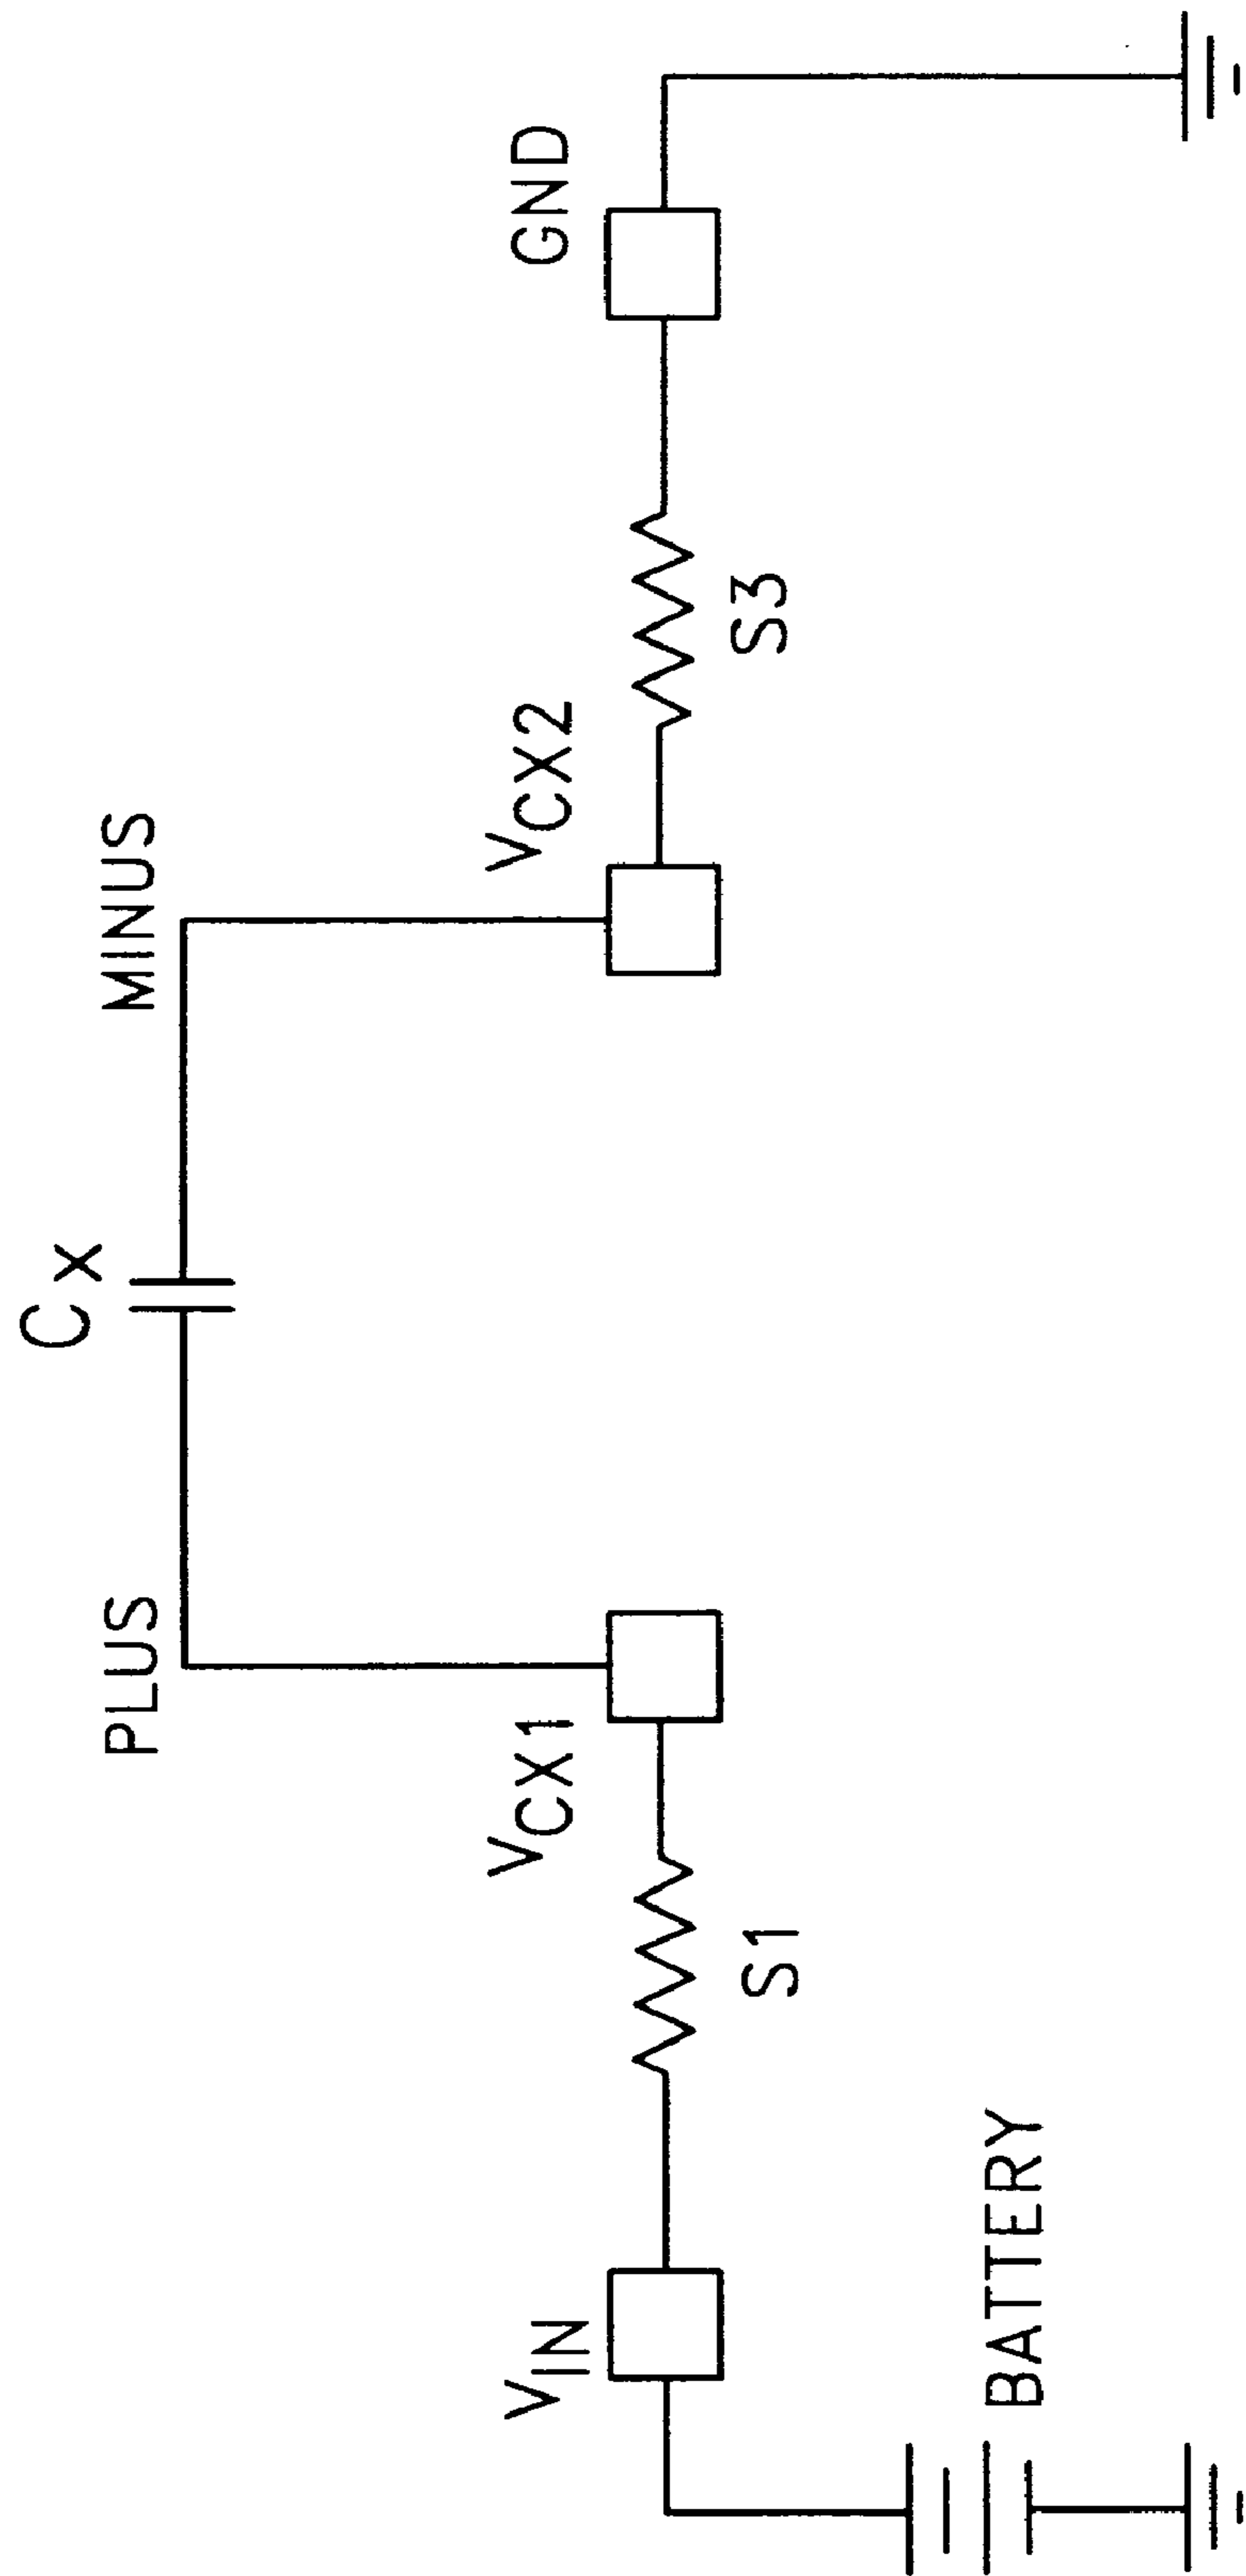 Cx
PLUS
MINUS
VIN
VCX1
VCX2
GND
S1
S3
BATTERY